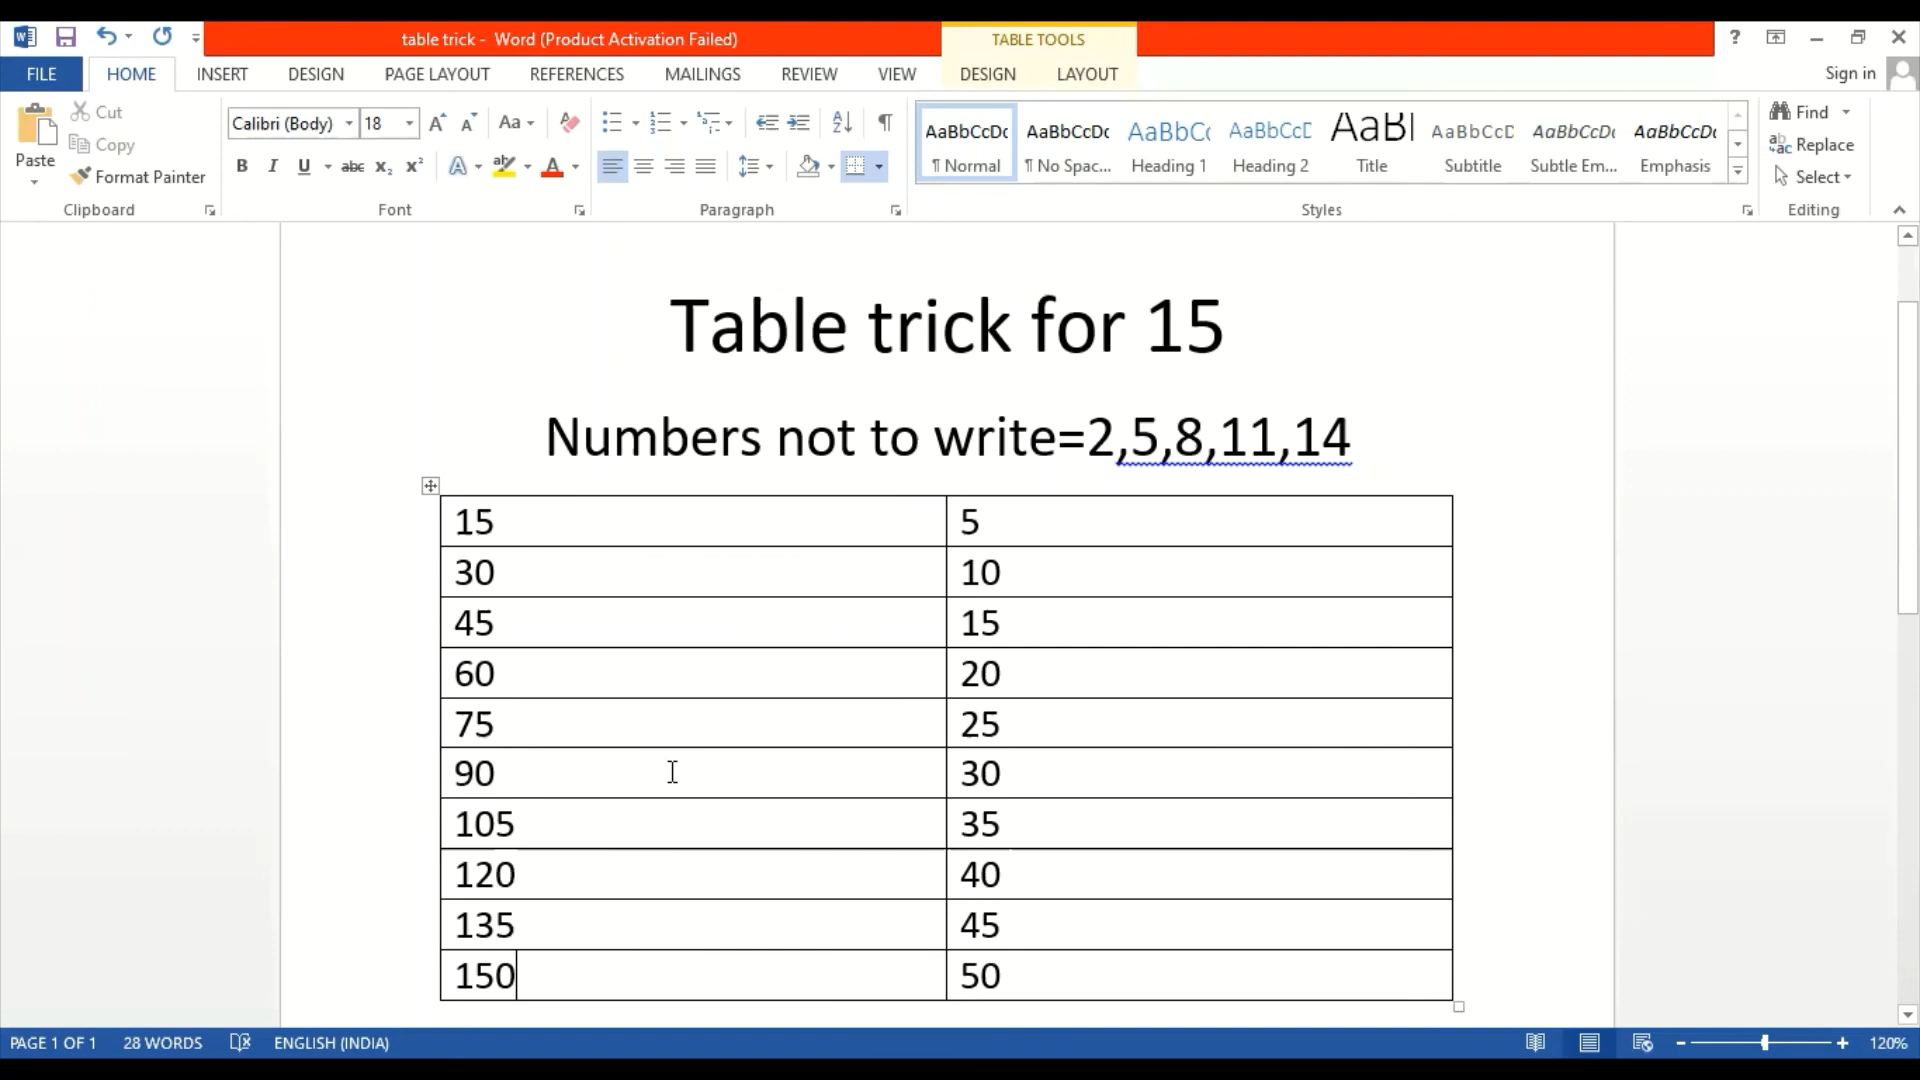 table trick - Word (Product Activation Failed)
TABLE TOOLS
?
FILE HOME INSERT DESIGN PAGE LAYOUT REFERENCES MAILINGS REVIEW VIEW DESIGN LAYOUT Sign in
Paste
Cut
Copy
Format Painter
Clipboard
Calibri (Body) 18
Font
Paragraph
AaBbCcDc AaBbCcDc AaBbC AaBbCcD AaB AaBbCcD AaBbCcDc AaBbCcDc
¶ Normal ¶ No Spac... Heading 1 Heading 2 Title Subtitle Subtle Em... Emphasis
Styles
Find
Replace
Select
Editing
Table trick for 15
Numbers not to write=2,5,8,11,14
15 5
30 10
45 15
60 20
75 25
90 30
105 35
120 40
135 45
150 50
PAGE 1 OF 1 28 WORDS ENGLISH (INDIA) 120%